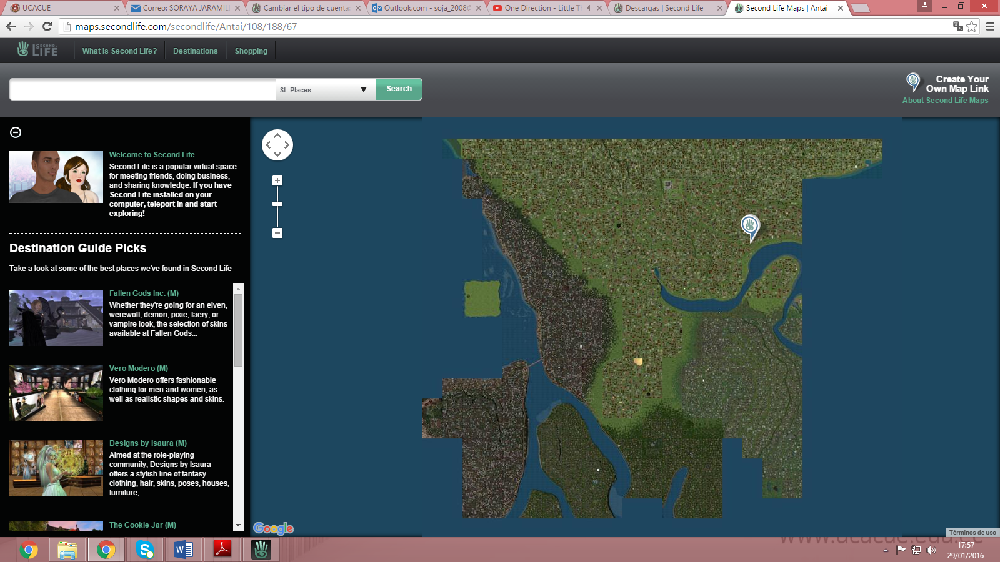 UCACUE
Correo: SORAYA JARAMIL
Cambiar el tipo de cuenta
Outlook.com - soja_2008@
One Direction - Little Th
Descargas | Second Life
Second Life Maps | Antai
maps.secondlife.com/secondlife/Antai/108/188/67
SECOND
LIFE
What is Second Life?
Destinations
Shopping
SL Places
Search
Create Your
Own Map Link
About Second Life Maps
Welcome to Second Life
Second Life is a popular virtual space
for meeting friends, doing business,
and sharing knowledge. If you have
Second Life installed on your
computer, teleport in and start
exploring!
Destination Guide Picks
Take a look at some of the best places we've found in Second Life
Fallen Gods Inc. (M)
Whether they're going for an elven,
werewolf, demon, pixie, faery, or
vampire look, the selection of skins
available at Fallen Gods...
Vero Modero (M)
Vero Modero offers fashionable
clothing for men and women, as
well as realistic shapes and skins.
Designs by Isaura (M)
Aimed at the role-playing
community, Designs by Isaura
offers a stylish line of fantasy
clothing, hair, skins, poses, houses,
furniture,...
The Cookie Jar (M)
Google
Términos de uso
17:57
29/01/2016